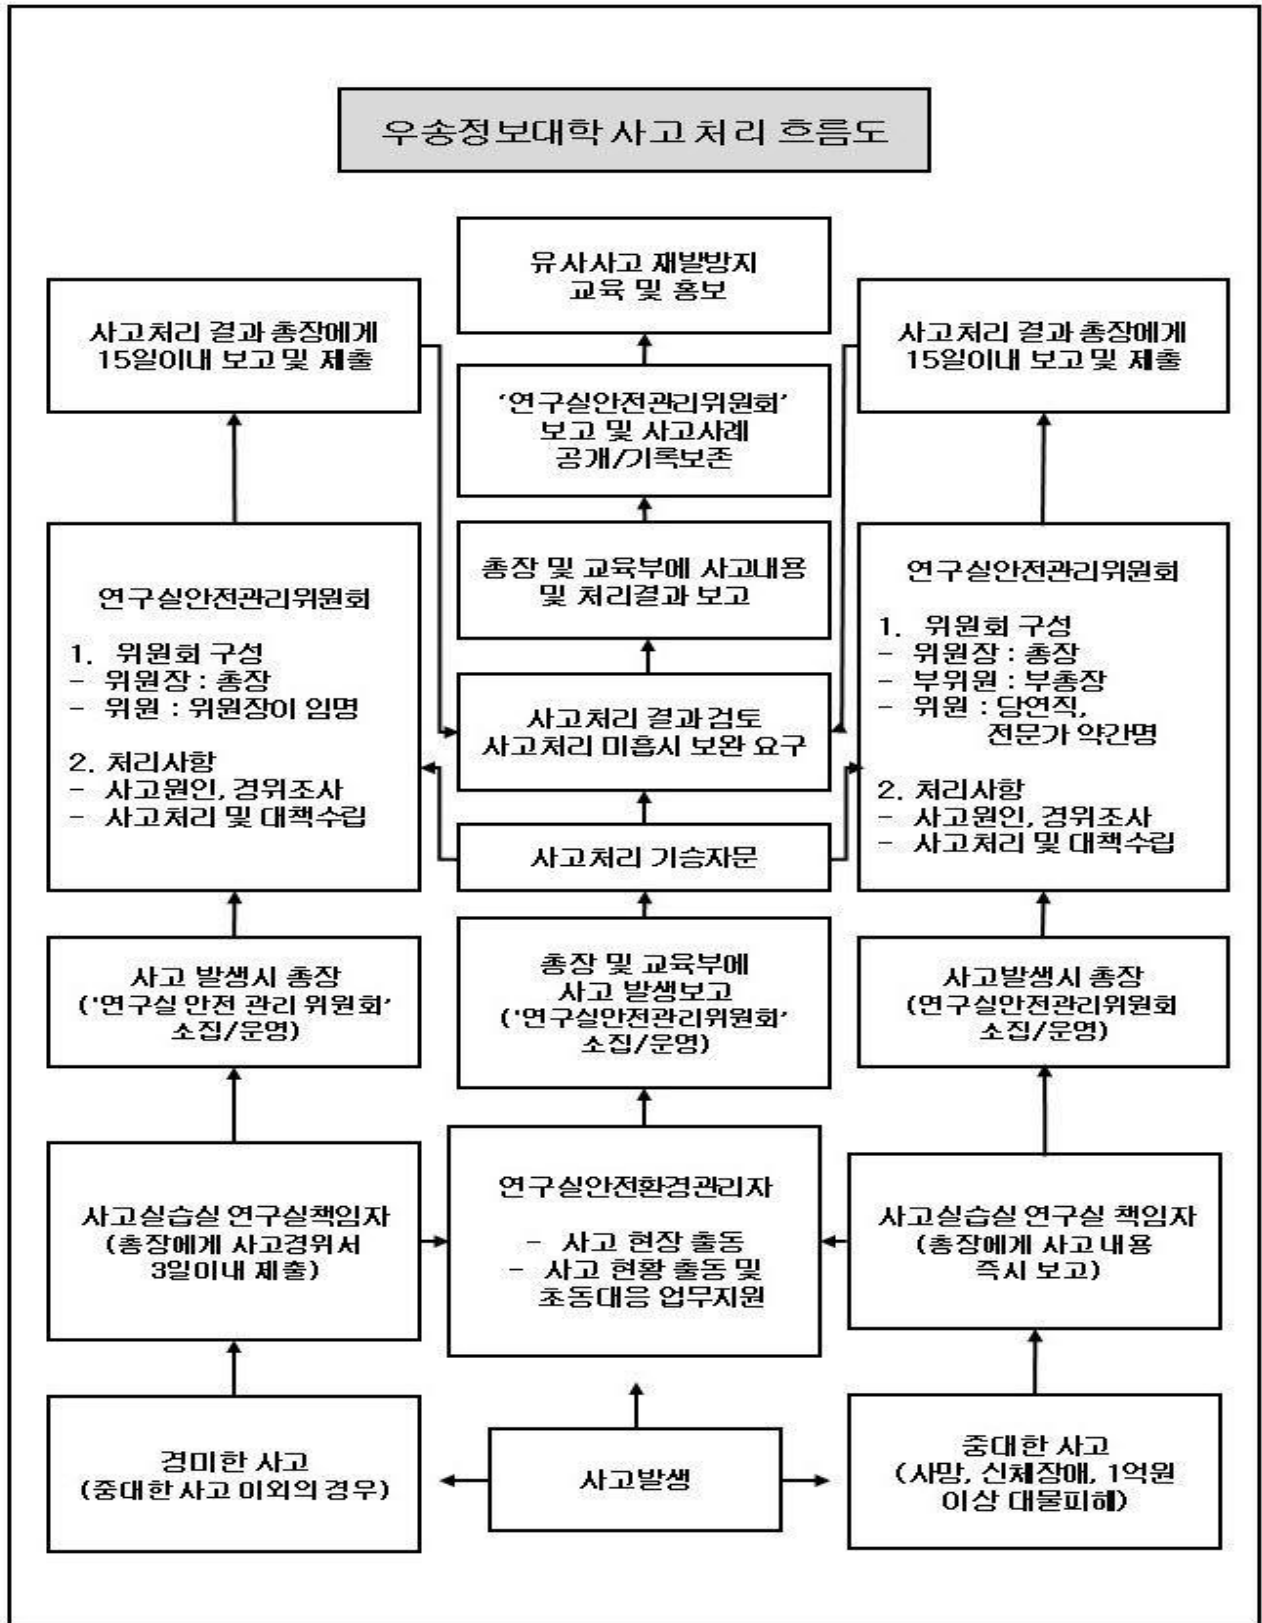 우송정보대학 사고 처리 흐름도
유사사고 재발방지
교육 및 홍보
사고처리 결과 총장에게
15일이내 보고 및 제출
사고처리 결과 총장에게
15일이내 보고 및 제출
‘연구실안전관리위원회’
보고 및 사고사례
공개/기록보존
총장 및 교육부에 사고내용
및 처리결과 보고
연구실안전관리위원회
1. 위원회 구성
- 위원장 : 총장
- 위원 : 위원장이 임명
2. 처리사항
- 사고원인, 경위조사
- 사고처리 및 대책수립
사고처리 결과 검토
사고처리 미흡시 보완 요구
연구실안전관리위원회
1. 위원회 구성
- 위원장 : 총장
- 부위원 : 부총장
- 위원 : 당연직,
전문가 약간명
2. 처리사항
- 사고원인, 경위조사
- 사고처리 및 대책수립
사고처리 기승자문
사고 발생시 총장
('연구실 안전 관리 위원회’
소집/운영)
총장 및 교육부에
사고 발생보고
('연구실안전관리위원회’
소집/운영)
사고발생시 총장
(연구실안전관리위원회
소집/운영)
사고실습실 연구실책임자
(총장에게 사고경위서
3일이내 제출)
연구실안전환경관리자
- 사고 현장 출동
- 사고 현황 출동 및
초동대응 업무지원
사고실습실 연구실 책임자
(총장에게 사고 내용
즉시 보고)
경미한 사고
(중대한 사고 이외의 경우)
사고발생
중대한 사고
(사망, 신체장애, 1억원
이상 대물피해)